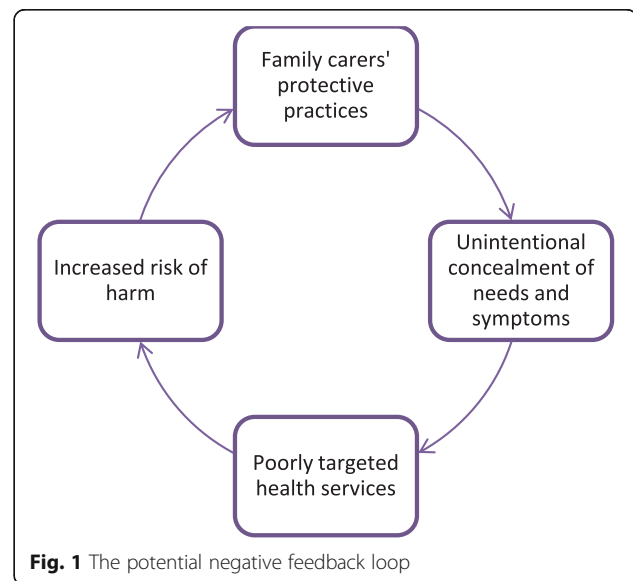 Family carers'
protective
practices
Unintentional
concealment of
needs and
symptoms
Increased risk of
harm
Poorly targeted
health services
Fig. 1 The potential negative feedback loop